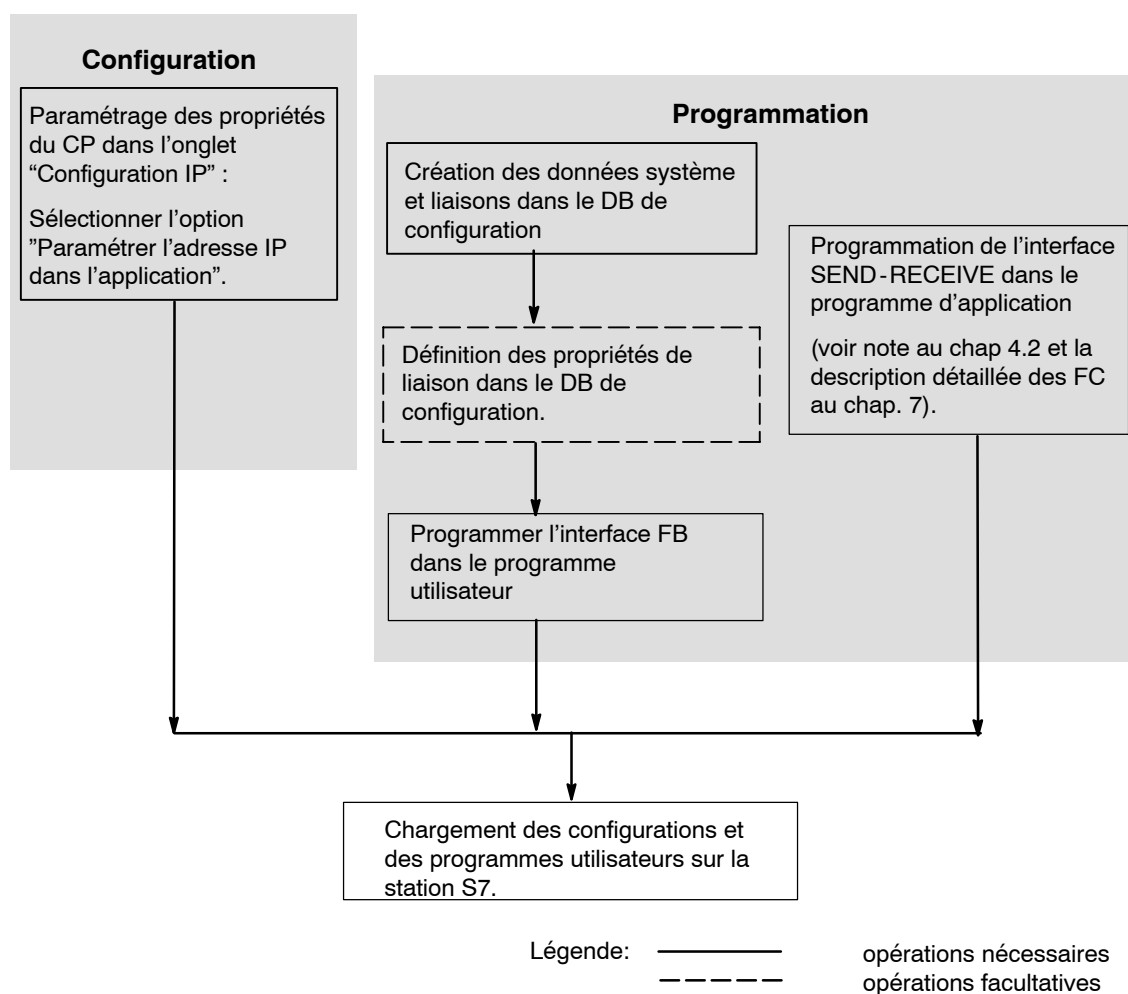 Configuration
Paramétrage des propriétés
du CP dans l’onglet
“Configuration IP” :
Sélectionner l’option
”Paramétrer l’adresse IP
dans l’application”.
Programmation
Création des données système
et liaisons dans le DB de
configuration
Définition des propriétés de
liaison dans le DB de
configuration.
Programmer l’interface FB
dans le programme
utilisateur
Programmation de l’interface
SEND-RECEIVE dans le
programme d’application
(voir note au chap 4.2 et la
description détaillée des FC
au chap. 7).
Chargement des configurations et
des programmes utilisateurs sur la
station S7.
Légende:
opérations nécessaires
opérations facultatives